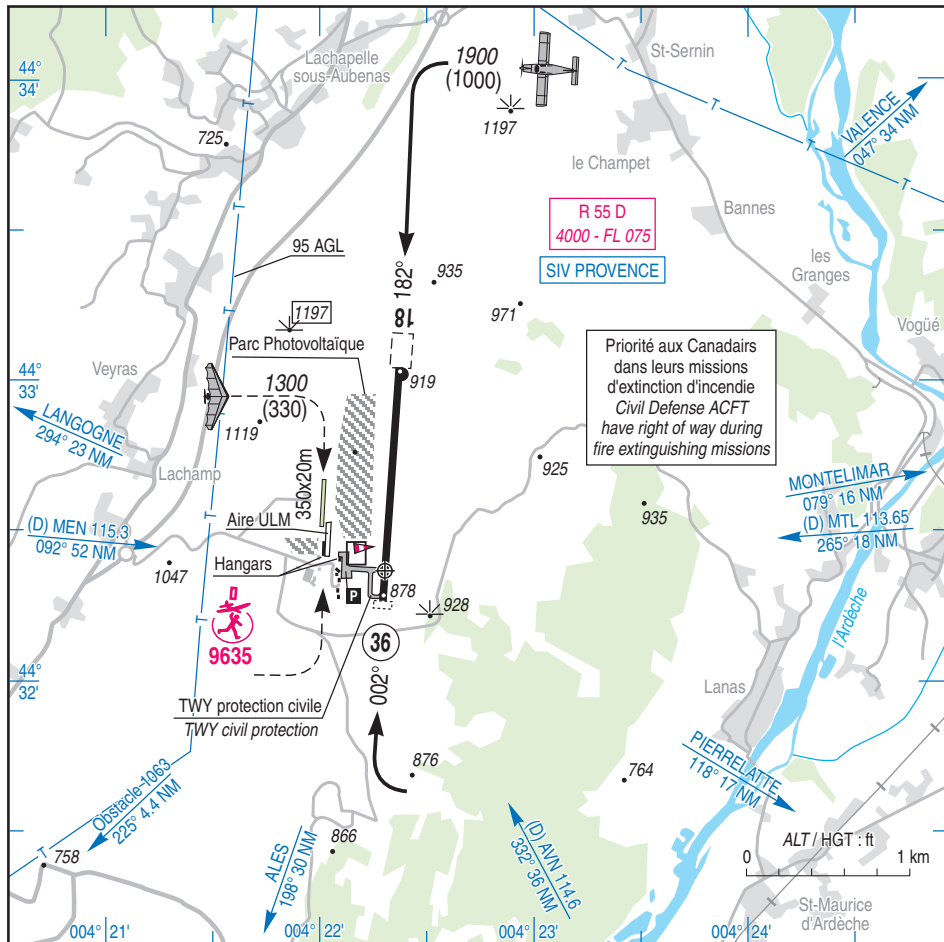 44°
34'
Lachapelle
sous-Aubenas
725
1900
(1000)
1197
St-Sernin
VALENCE
047° 34 NM
le Champet
Bannes
les
Granges
Vogüé
R 55 D
4000 - FL 075
SIV PROVENCE
95 AGL
182°
18
935
971
1197
Parc Photovoltaïque
Veyras
44°
33'
919
1300
(330)
1119
LANGOGNE
294° 23 NM
Lachamp
Priorité aux Canadairs
dans leurs missions
d'extinction d'incendie
Civil Defense ACFT
have right of way during
fire extinguishing missions
925
935
MONTELIMAR
079° 16 NM
(D) MTL 113.65
265° 18 NM
350x20m
Aire ULM
(D) MEN 115.3
092° 52 NM
Hangars
1047
P
878
928
9635
36
002°
44°
32'
l'Ardèche
Lanas
TWY protection civile
TWY civil protection
876
764
PIERRELATTE
118° 17 NM
Obstacle-1063
225° 4.4 NM
758
866
ALES
198° 30 NM
(D) AVN 114.6
332° 36 NM
ALT / HGT : ft
0 1 km
St-Maurice
d'Ardèche
004° 21'
004° 22'
004° 23'
T
T
T
T
T
T
T
T